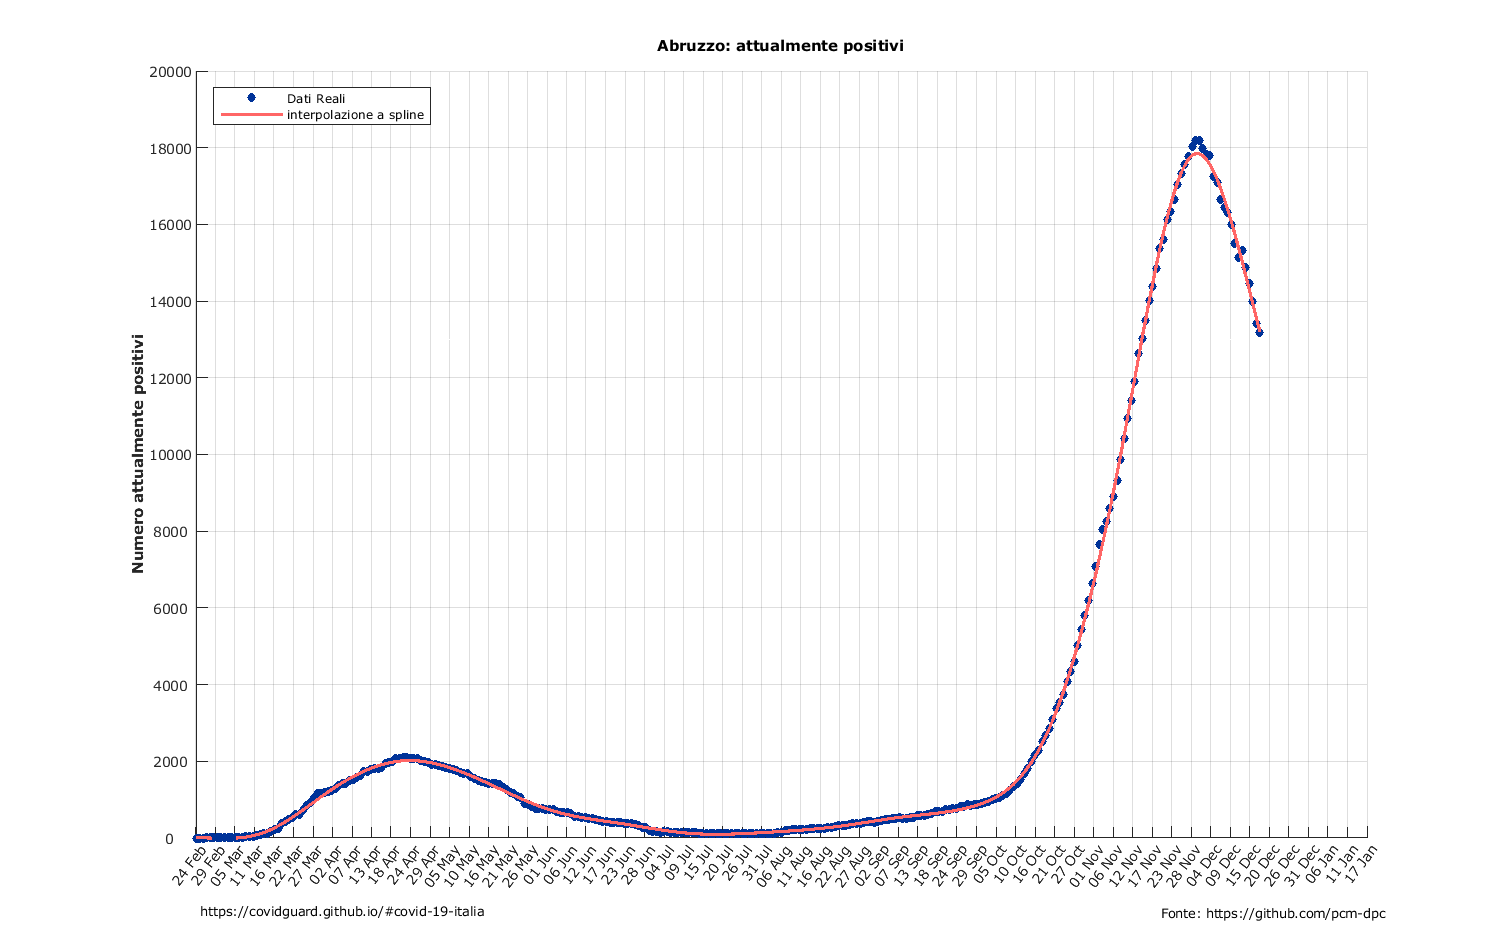 Abruzzo: attualmente positivi
20000
18000
16000
14000
12000
10000
8000
6000
4000
2000
0
Numero attualmente positivi
Dati Reali
interpolazione a spline
24 Feb
29 Feb
05 Mar
11 Mar
16 Mar
22 Mar
27 Mar
02 Apr
07 Apr
13 Apr
18 Apr
24 Apr
29 Apr
05 May
10 May
16 May
21 May
26 May
01 Jun
06 Jun
12 Jun
17 Jun
23 Jun
28 Jun
04 Jul
09 Jul
15 Jul
20 Jul
26 Jul
31 Jul
06 Aug
11 Aug
16 Aug
22 Aug
27 Aug
02 Sep
07 Sep
13 Sep
18 Sep
24 Sep
29 Sep
05 Oct
10 Oct
16 Oct
21 Oct
27 Oct
01 Nov
06 Nov
12 Nov
17 Nov
23 Nov
28 Nov
04 Dec
09 Dec
15 Dec
20 Dec
26 Dec
31 Dec
06 Jan
11 Jan
17 Jan
https://covidguard.github.io/#covid-19-italia
Fonte: https://github.com/pcm-dpc